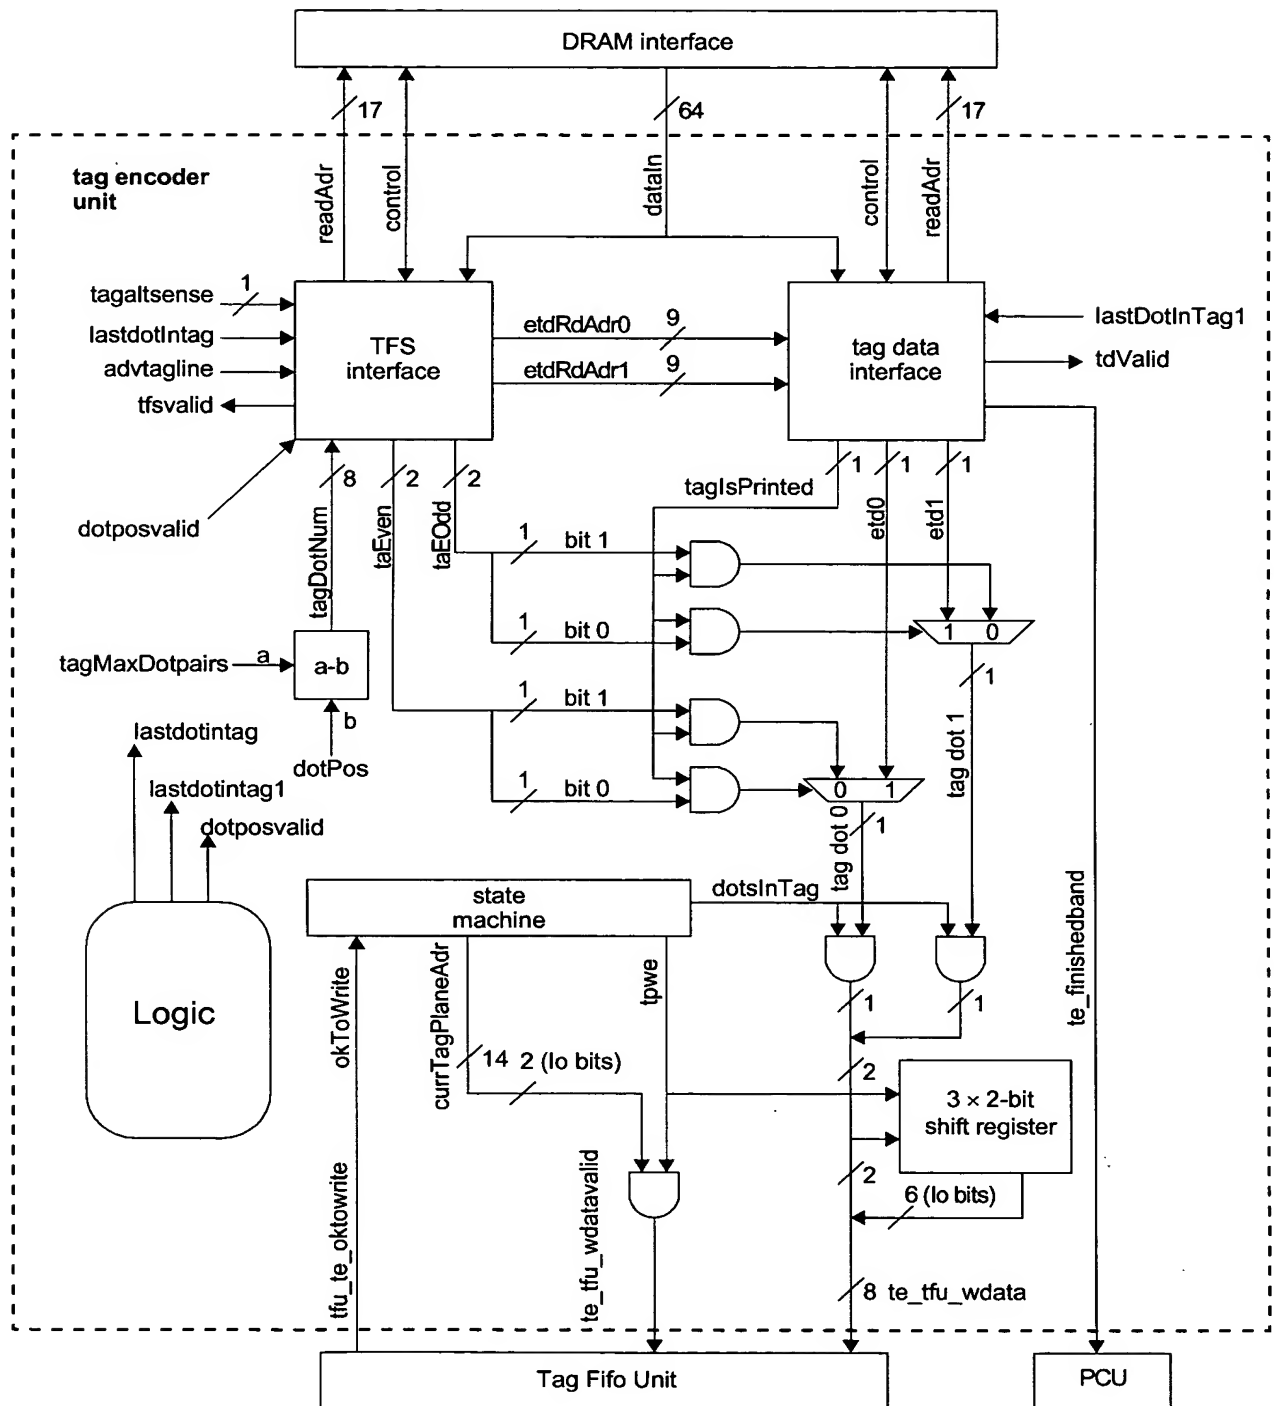 DRAM interface
17
64
17
tag encoder
unit
readAdr
control
dataIn
control
readAdr
tagaltsense
1
lastdotIntag
advtagline
tfsvalid
dotposvalid
TFS
interface
etdRdAdr0
9
etdRdAdr1
9
tag data
interface
lastDotInTag1
tdValid
8
2
2
tagDotNum
taEven
taEOdd
tagIsPrinted
1
1
1
etd0
etd1
1
bit 1
1
bit 0
1 0
1
tagMaxDotpairs
a
a-b
b
dotPos
1
bit 1
1
bit 0
0 1
1
tag dot 0
tag dot 1
lastdotintag
lastdotintag1
dotposvalid
Logic
state
machine
dotsInTag
okToWrite
currTagPlaneAdr
tpwe
te_finishedband
1
1
14
2 (lo bits)
2
3 × 2-bit
shift register
2
6 (lo bits)
tfu_te_oktowrite
te_tfu_wdatavalid
8 te_tfu_wdata
Tag Fifo Unit
PCU